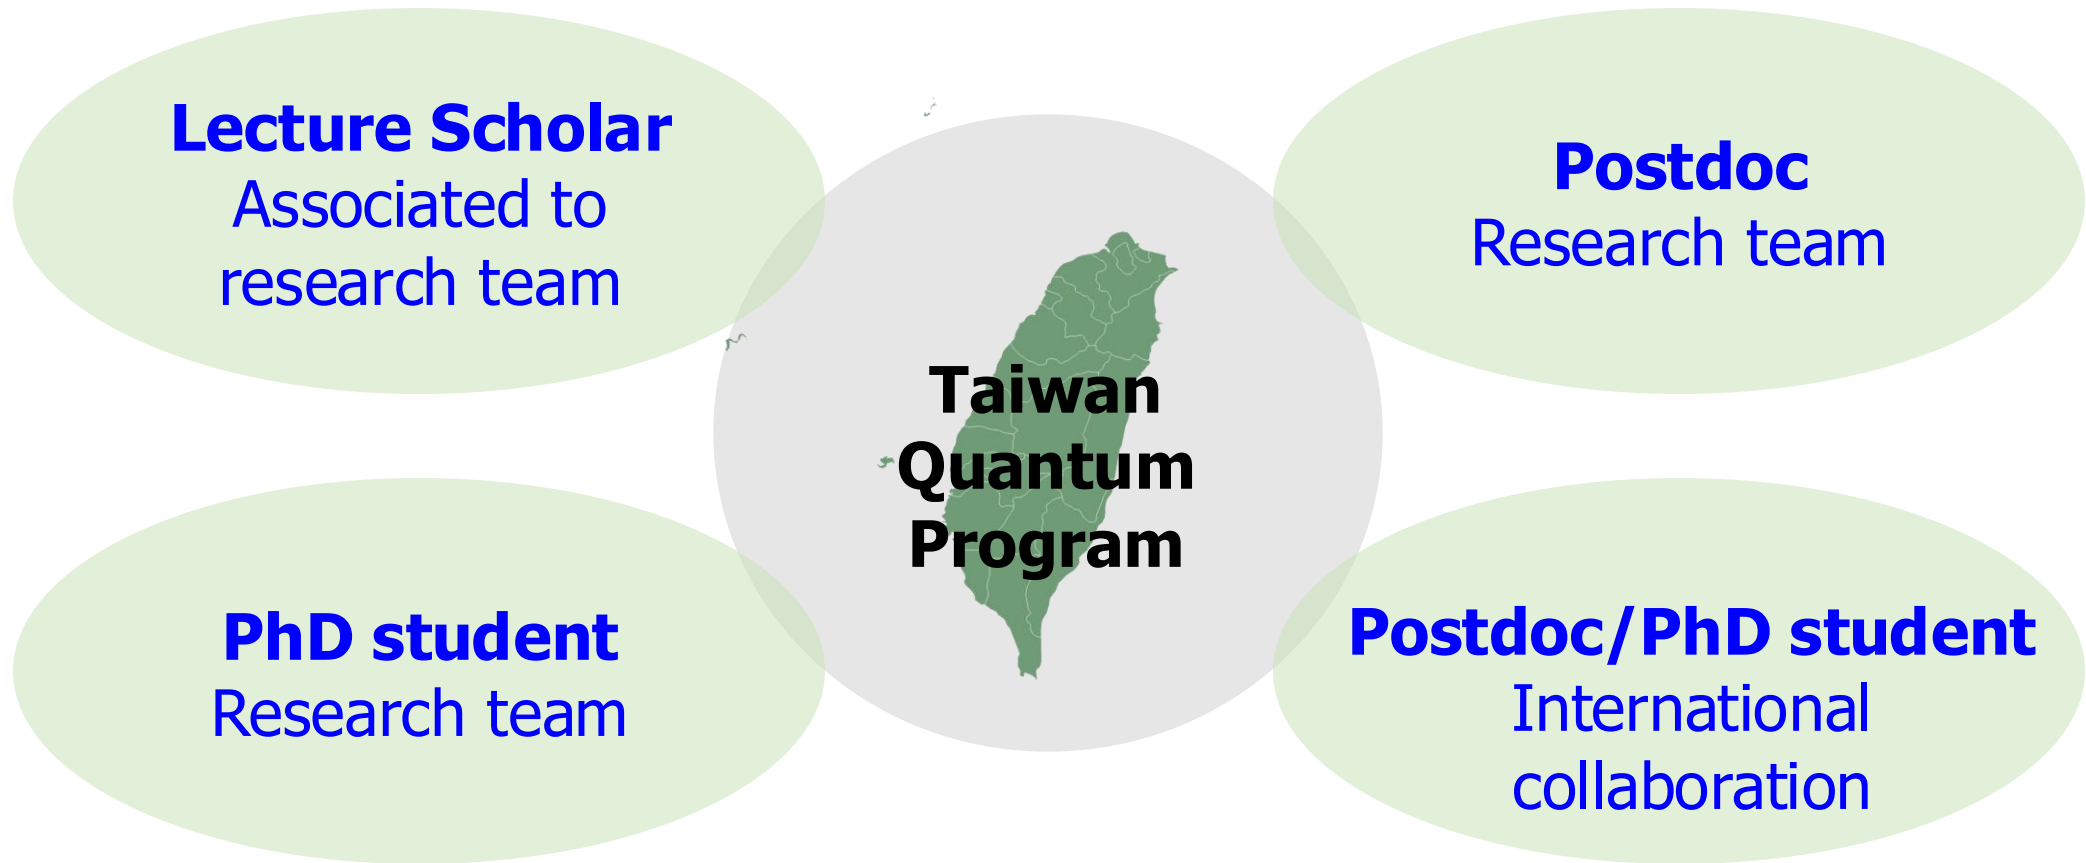 Lecture Scholar
Associated to
research team
Postdoc
Research team
Taiwan
Quantum
Program
PhD student
Research team
Postdoc/PhD student
International
collaboration